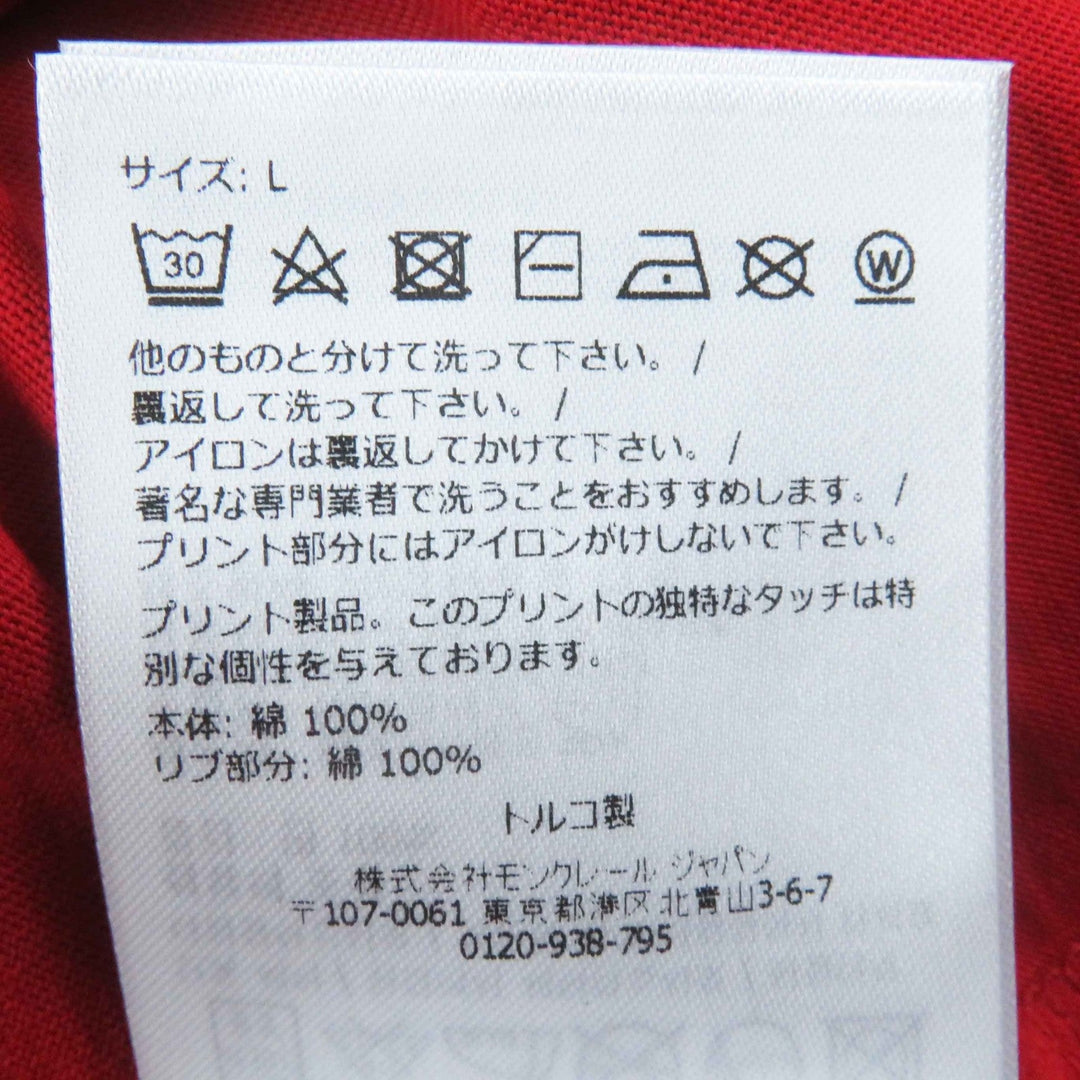 サイズ: L
30
W
他のものと分けて洗って下さい。 /
裏返して洗って下さい。 /
アイロンは裏返してかけて下さい。 /
著名な専門業者で洗うことをおすすめします。 /
プリント部分にはアイロンがけしないで下さい。
プリント製品。このプリントの独特なタッチは特
別な個性を与えております。
本体: 綿 100%
リブ部分: 綿 100%
トルコ製
株式会社モンクレール ジャパン
〒107-0061 東京都港区北青山3-6-7
0120-938-795